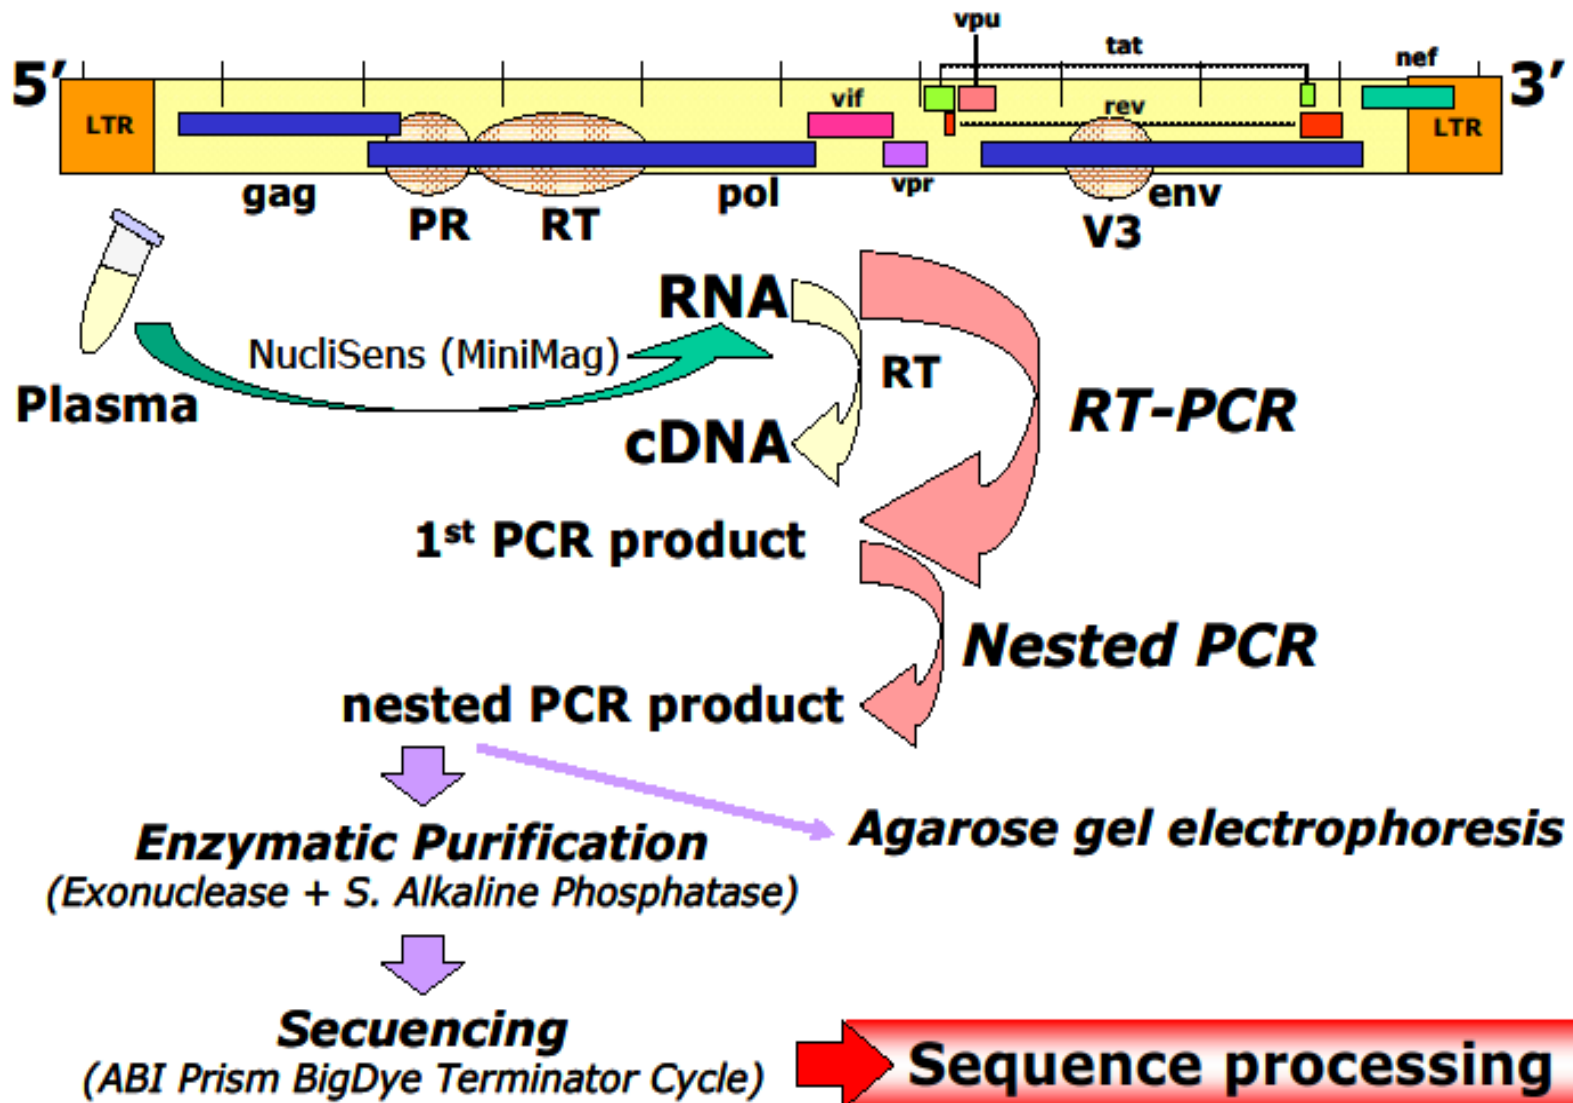 vpu
tat
nef
5’
3’
LTR
vif
rev
LTR
gag
pol
vpr
env
PR
RT
V3
RNA
NucliSens (MiniMag)
RT
Plasma
RT-PCR
cDNA
1st PCR product
Nested PCR
nested PCR product
Enzymatic Purification
Agarose gel electrophoresis
(Exonuclease + S. Alkaline Phosphatase)
Secuencing
(ABI Prism BigDye Terminator Cycle)
Sequence processing